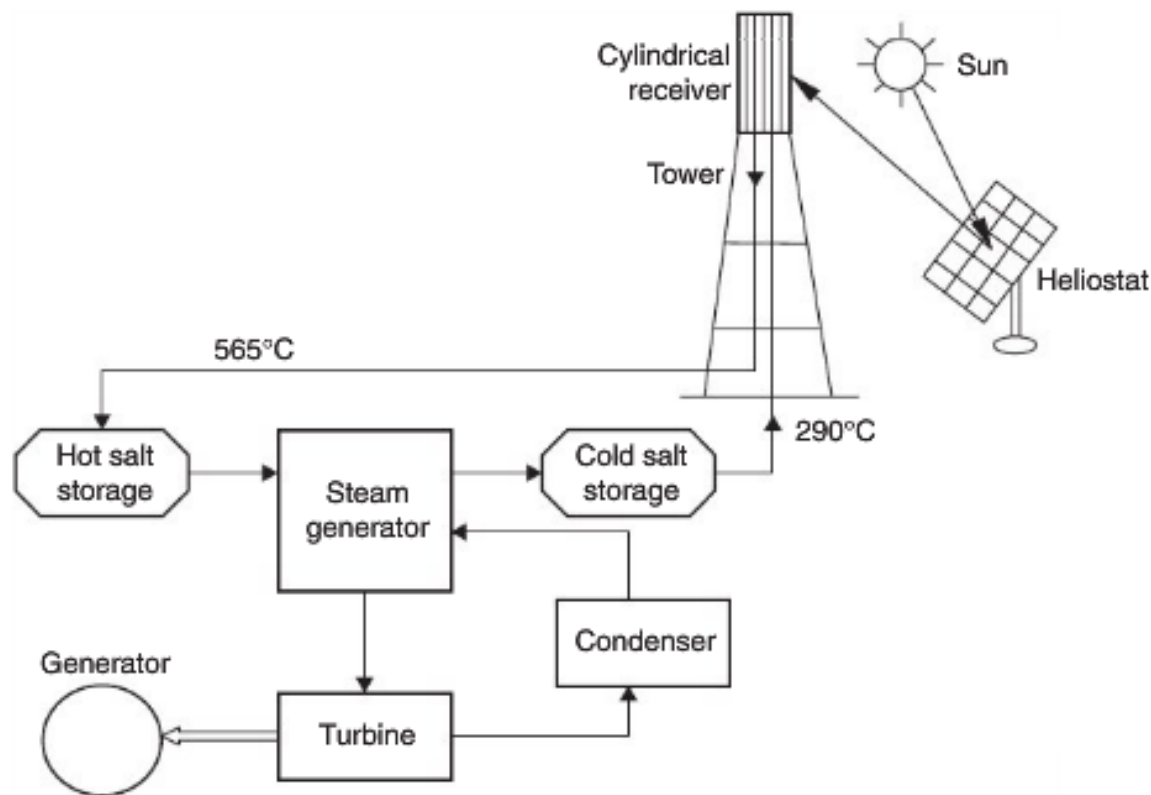 Cylindrical
receiver
Sun
Tower
Heliostat
565°C
290°C
Hot salt
storage
Steam
generator
Cold salt
storage
Condenser
Generator
Turbine